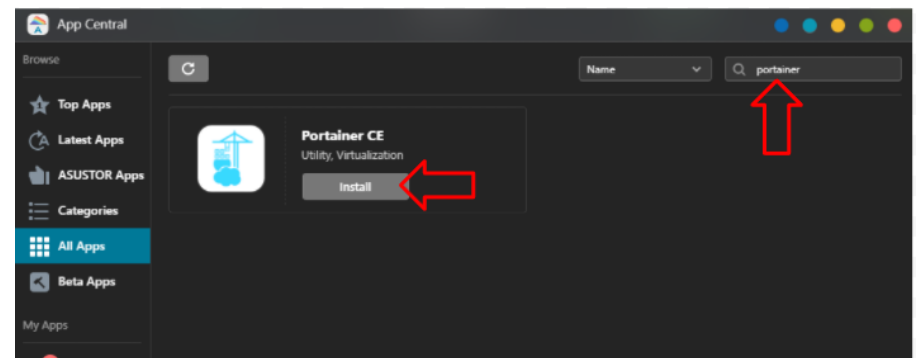 App Central
Browse
Top Apps
Latest Apps
ASUSTOR Apps
Categories
All Apps
Beta Apps
My Apps
Name
portainer
Portainer CE
Utility, Virtualization
Install